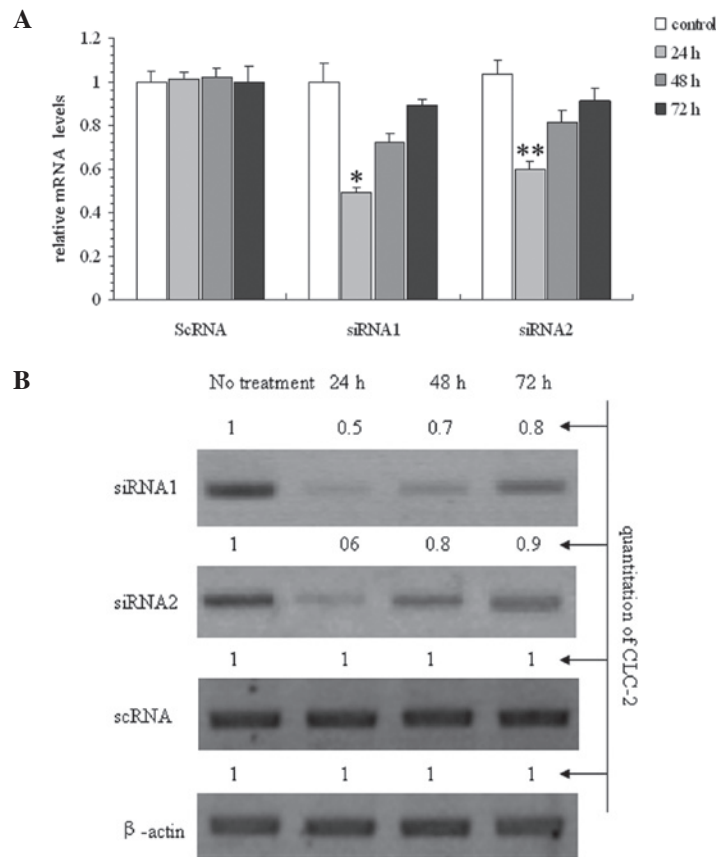 A
control
24 h
48 h
72 h
relative mRNA levels
1.2
1
0.8
0.6
0.4
0.2
0
*
**
ScRNA
siRNA1
siRNA2
B
No treatment 24 h 48 h 72 h
1 0.5 0.7 0.8
siRNA1
1 06 0.8 0.9
siRNA2
1 1 1 1
scRNA
1 1 1 1
β-actin
quantitation of CLC-2